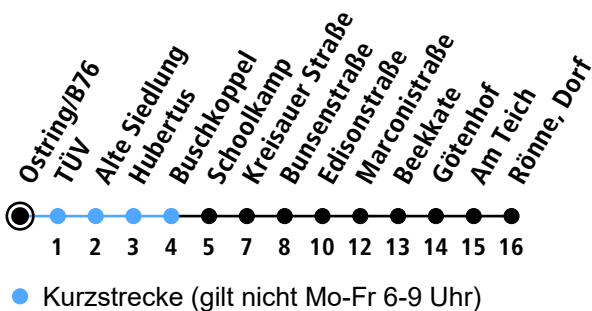 Ostring/B76
TÜV
Alte Siedlung
Hubertus
Buschkoppel
Schoolkamp
Kreisauer Straße
Bunsenstraße
Edisonstraße
Marconistraße
Beekkate
Götenhof
Am Teich
Rönne, Dorf
1 2 3 4 5 7 8 10 12 13 14 15 16
Kurzstrecke (gilt nicht Mo-Fr 6-9 Uhr)